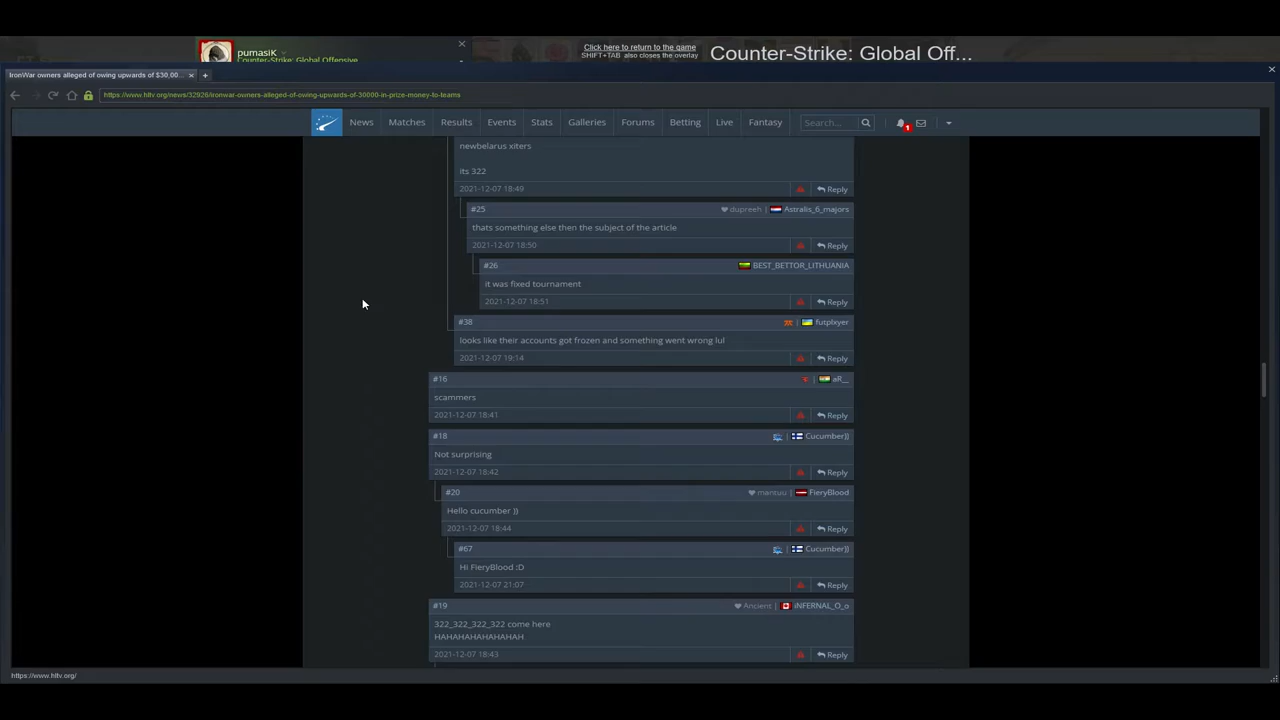 pumasiK
Counter-Strike: Global Offensive
Click here to return to the game
SHIFT+TAB also closes the overlay
Counter-Strike: Global Off...
IronWar owners alleged of owing upwards of $30,00...
https://www.hltv.org/news/32926/ironwar-owners-alleged-of-owing-upwards-of-30000-in-prize-money-to-teams
News Matches Results Events Stats Galleries Forums Betting Live Fantasy Search... 1
newbelarus xiters
its 322
2021-12-07 18:49 Reply
#25 dupreeh | Astralis_6_majors
thats something else then the subject of the article
2021-12-07 18:50 Reply
#26 BEST_BETTOR_LITHUANIA
it was fixed tournament
2021-12-07 18:51 Reply
#38 | futplxyer
looks like their accounts got frozen and something went wrong lul
2021-12-07 19:14 Reply
#16 | aR__
scammers
2021-12-07 18:41 Reply
#18 | Cucumber))
Not surprising
2021-12-07 18:42 Reply
#20 mantuu | FieryBlood
Hello cucumber ))
2021-12-07 18:44 Reply
#67 | Cucumber))
Hi FieryBlood :D
2021-12-07 21:07 Reply
#19 Ancient | iNFERNAL_O_o
322_322_322_322 come here
HAHAHAHAHAHAHAH
2021-12-07 18:43 Reply
https://www.hltv.org/